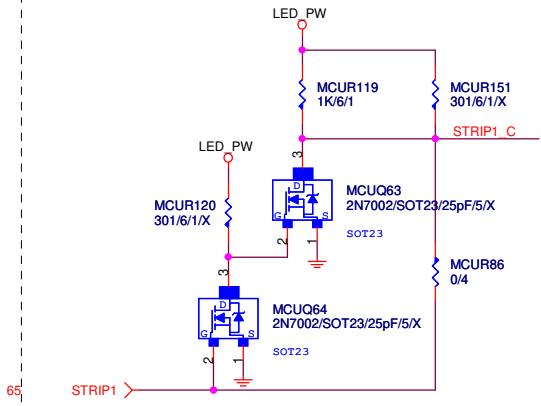 LED_PW
MCUR119
1K/6/1
MCUR151
301/6/1/X
STRIP1_C
3
LED_PW
D
G
S
MCUQ63
2N7002/SOT23/25pF/5/X
SOT23
MCUR120
301/6/1/X
2
1
MCUR86
0/4
3
D
G
S
MCUQ64
2N7002/SOT23/25pF/5/X
SOT23
2
1
65
STRIP1